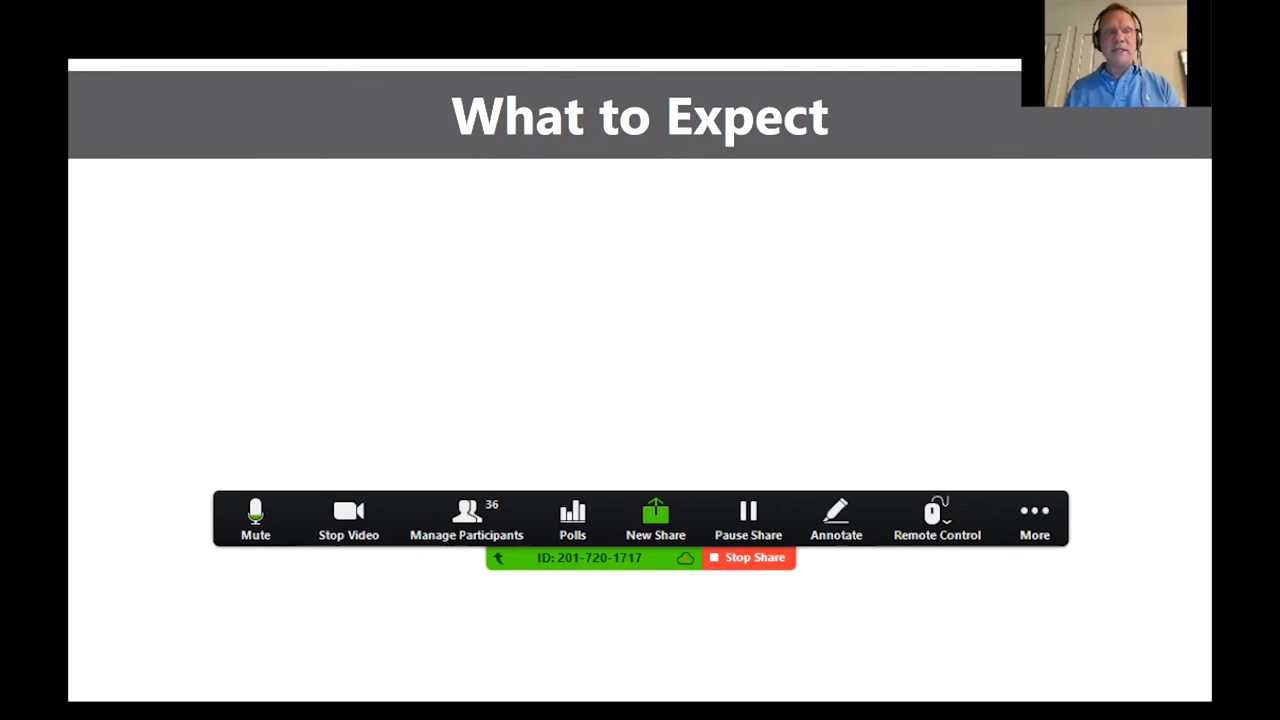 What to Expect
36
Mute Stop Video Manage Participants Polls New Share Pause Share Annotate Remote Control More
ID: 201-720-1717 Stop Share